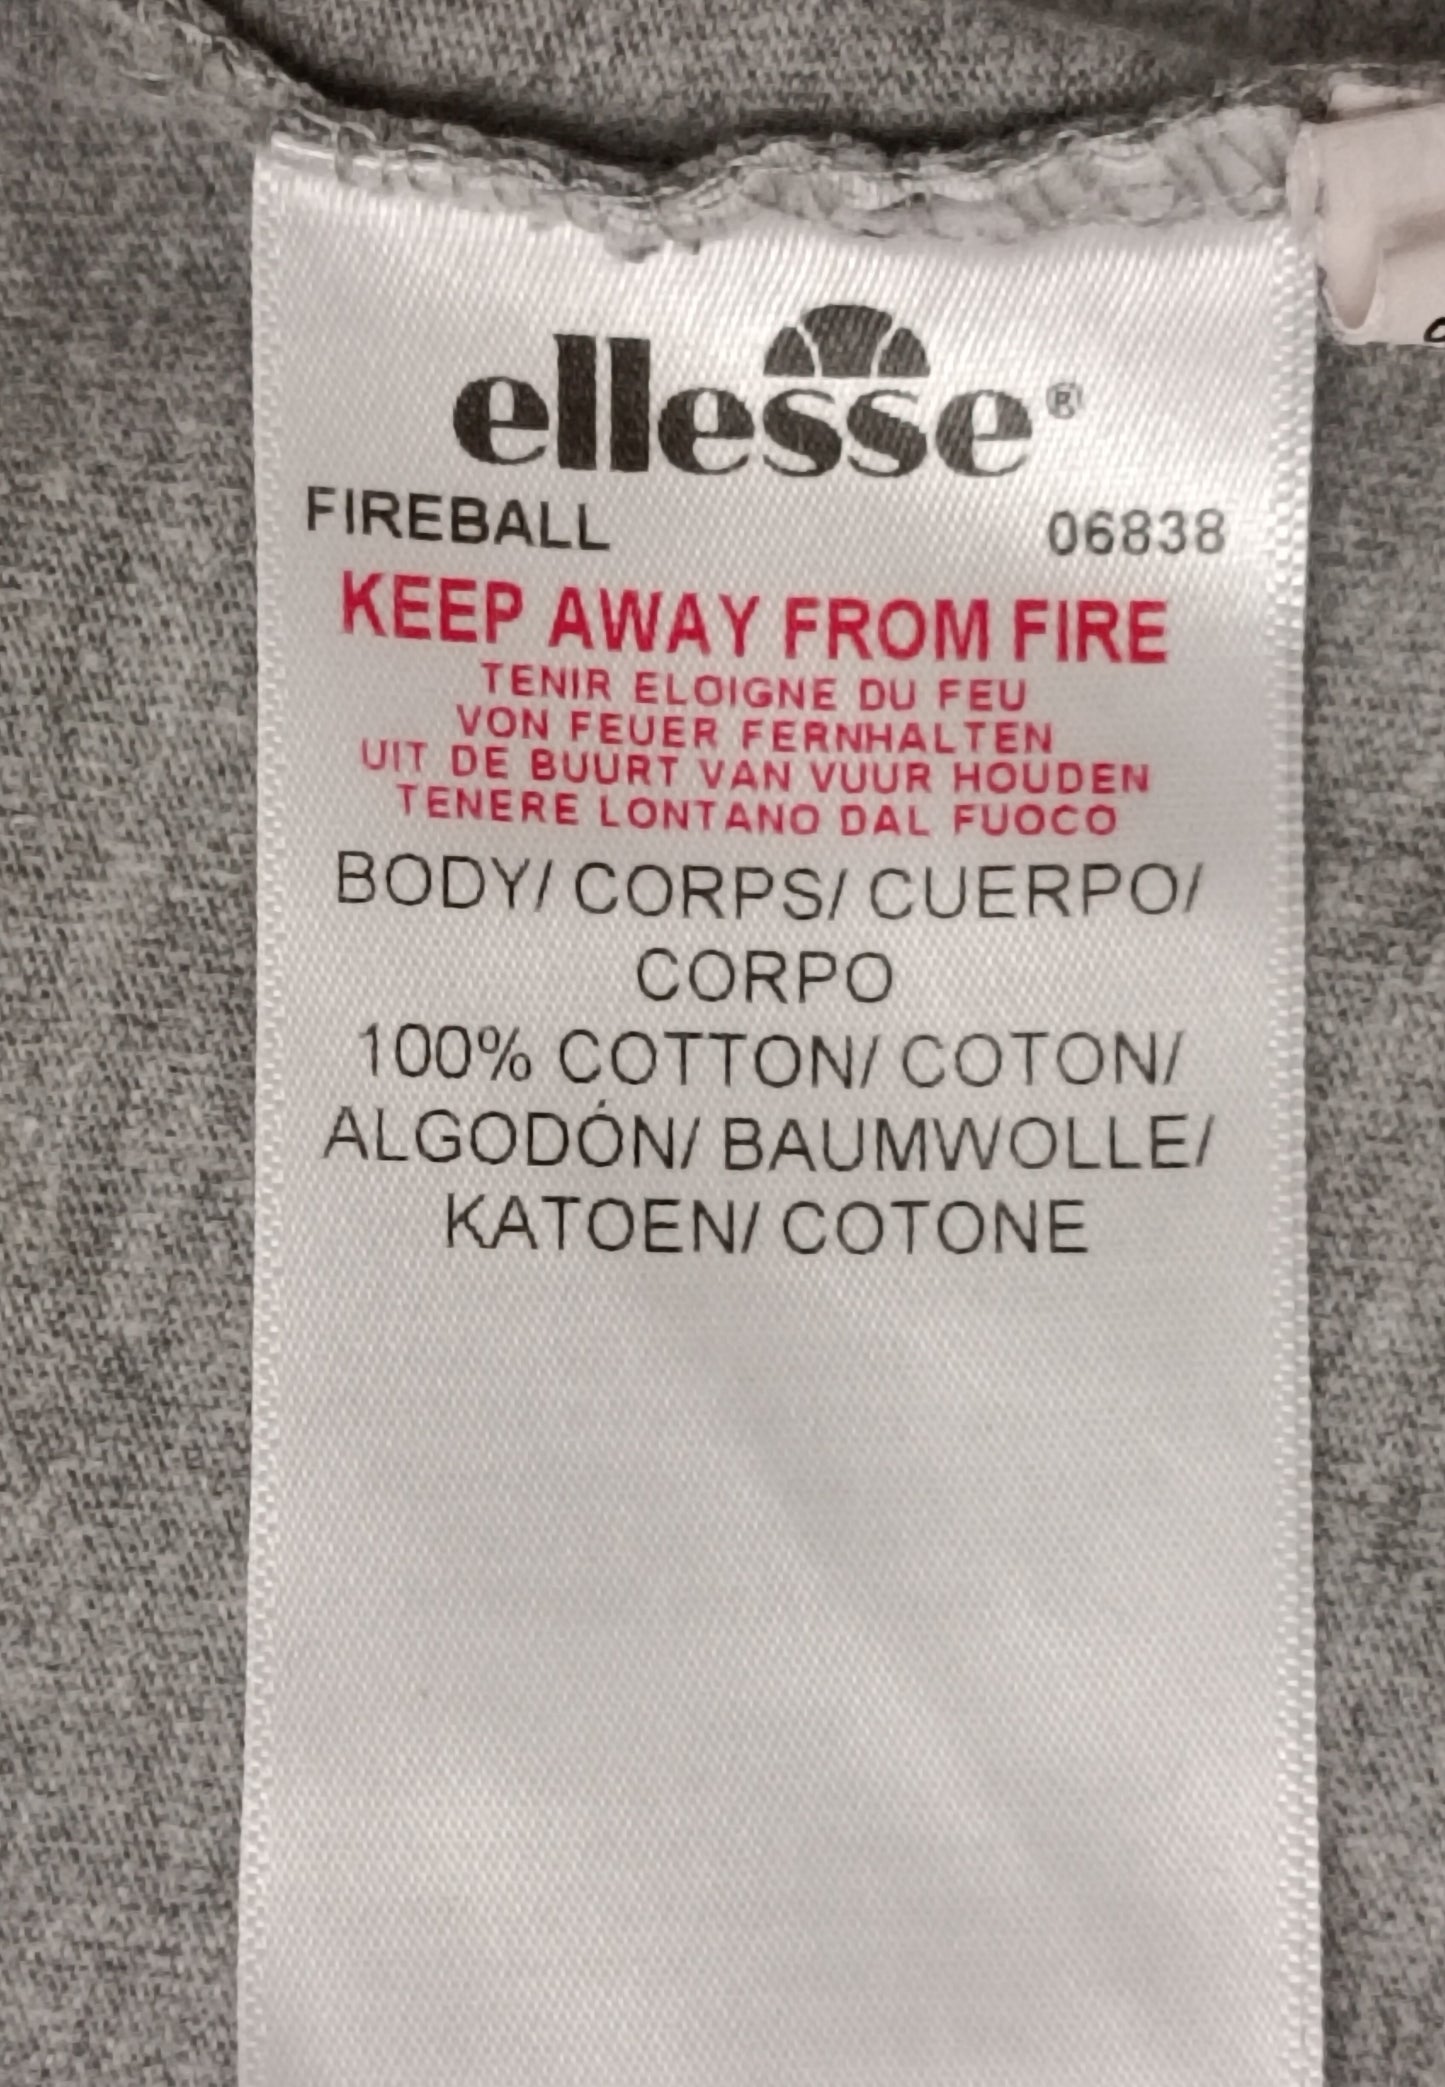 ellesse®
FIREBALL 06838
KEEP AWAY FROM FIRE
TENIR ELOIGNE DU FEU
VON FEUER FERNHALTEN
UIT DE BUURT VAN VUUR HOUDEN
TENERE LONTANO DAL FUOCO
BODY/ CORPS/ CUERPO/
CORPO
100% COTTON/ COTON/
ALGODÓN/ BAUMWOLLE/
KATOEN/ COTONE